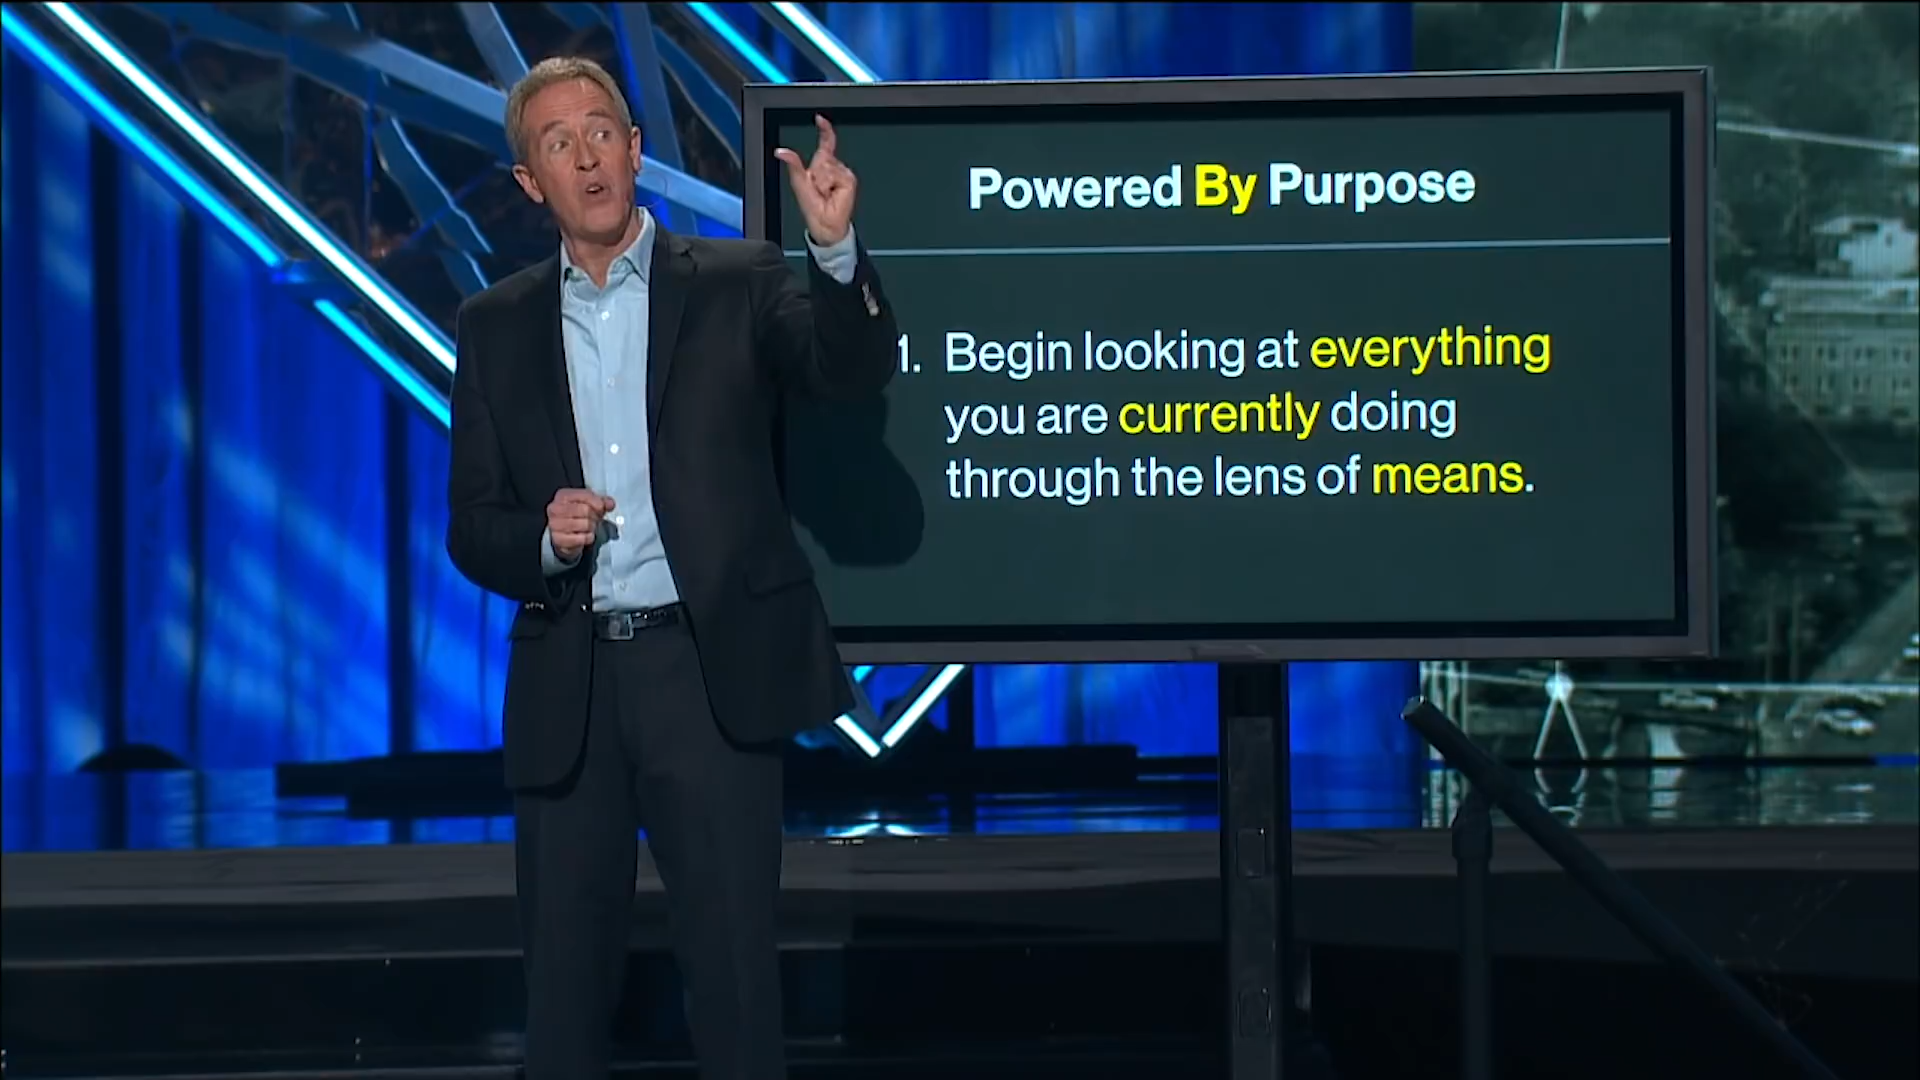 Powered By Purpose
1. Begin looking at everything
you are currently doing
through the lens of means.